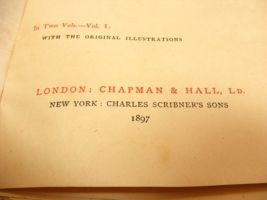 In Two Vols.—Vol. I.
WITH THE ORIGINAL ILLUSTRATIONS
LONDON: CHAPMAN & HALL, LD.
NEW YORK: CHARLES SCRIBNER'S SONS
1897